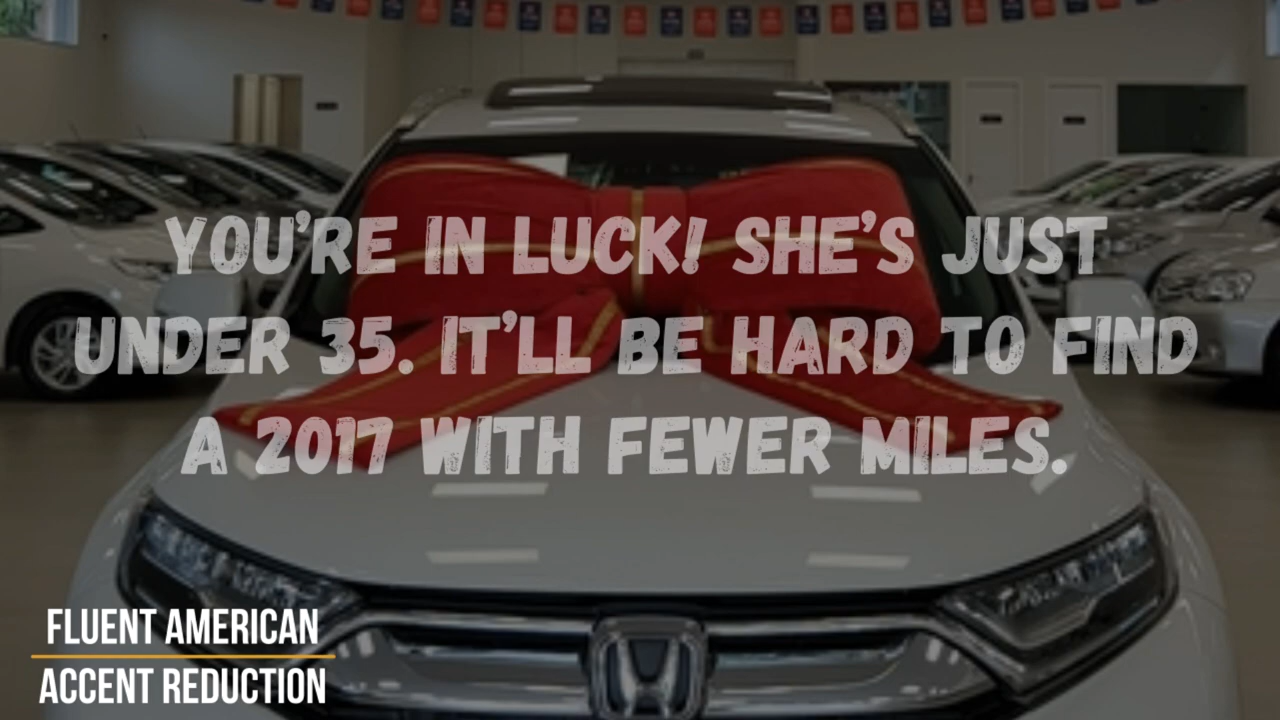 YOU'RE IN LUCK! SHE'S JUST
UNDER 35. IT'LL BE HARD TO FIND
A 2017 WITH FEWER MILES.
FLUENT AMERICAN
ACCENT REDUCTION